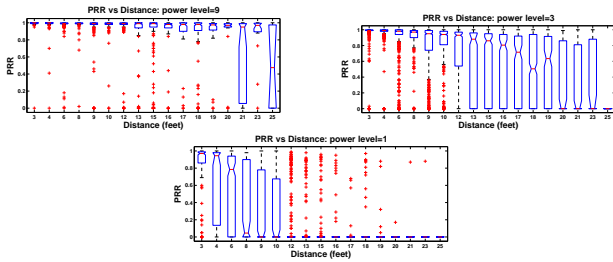 PRR vs Distance: power level=9
1
0.8
0.6
0.4
0.2
0
PRR
3 4 6 8 9 10 12 13 15 16 17 18 19 20 21 23 25
Distance (feet)
PRR vs Distance: power level=3
1
0.8
0.6
0.4
0.2
0
PRR
3 4 6 8 9 10 12 13 15 16 17 18 19 20 21 23 25
Distance (feet)
PRR vs Distance: power level=1
1
0.8
0.6
0.4
0.2
0
PRR
3 4 6 8 9 10 12 13 15 16 17 18 19 20 21 23 25
Distance (feet)